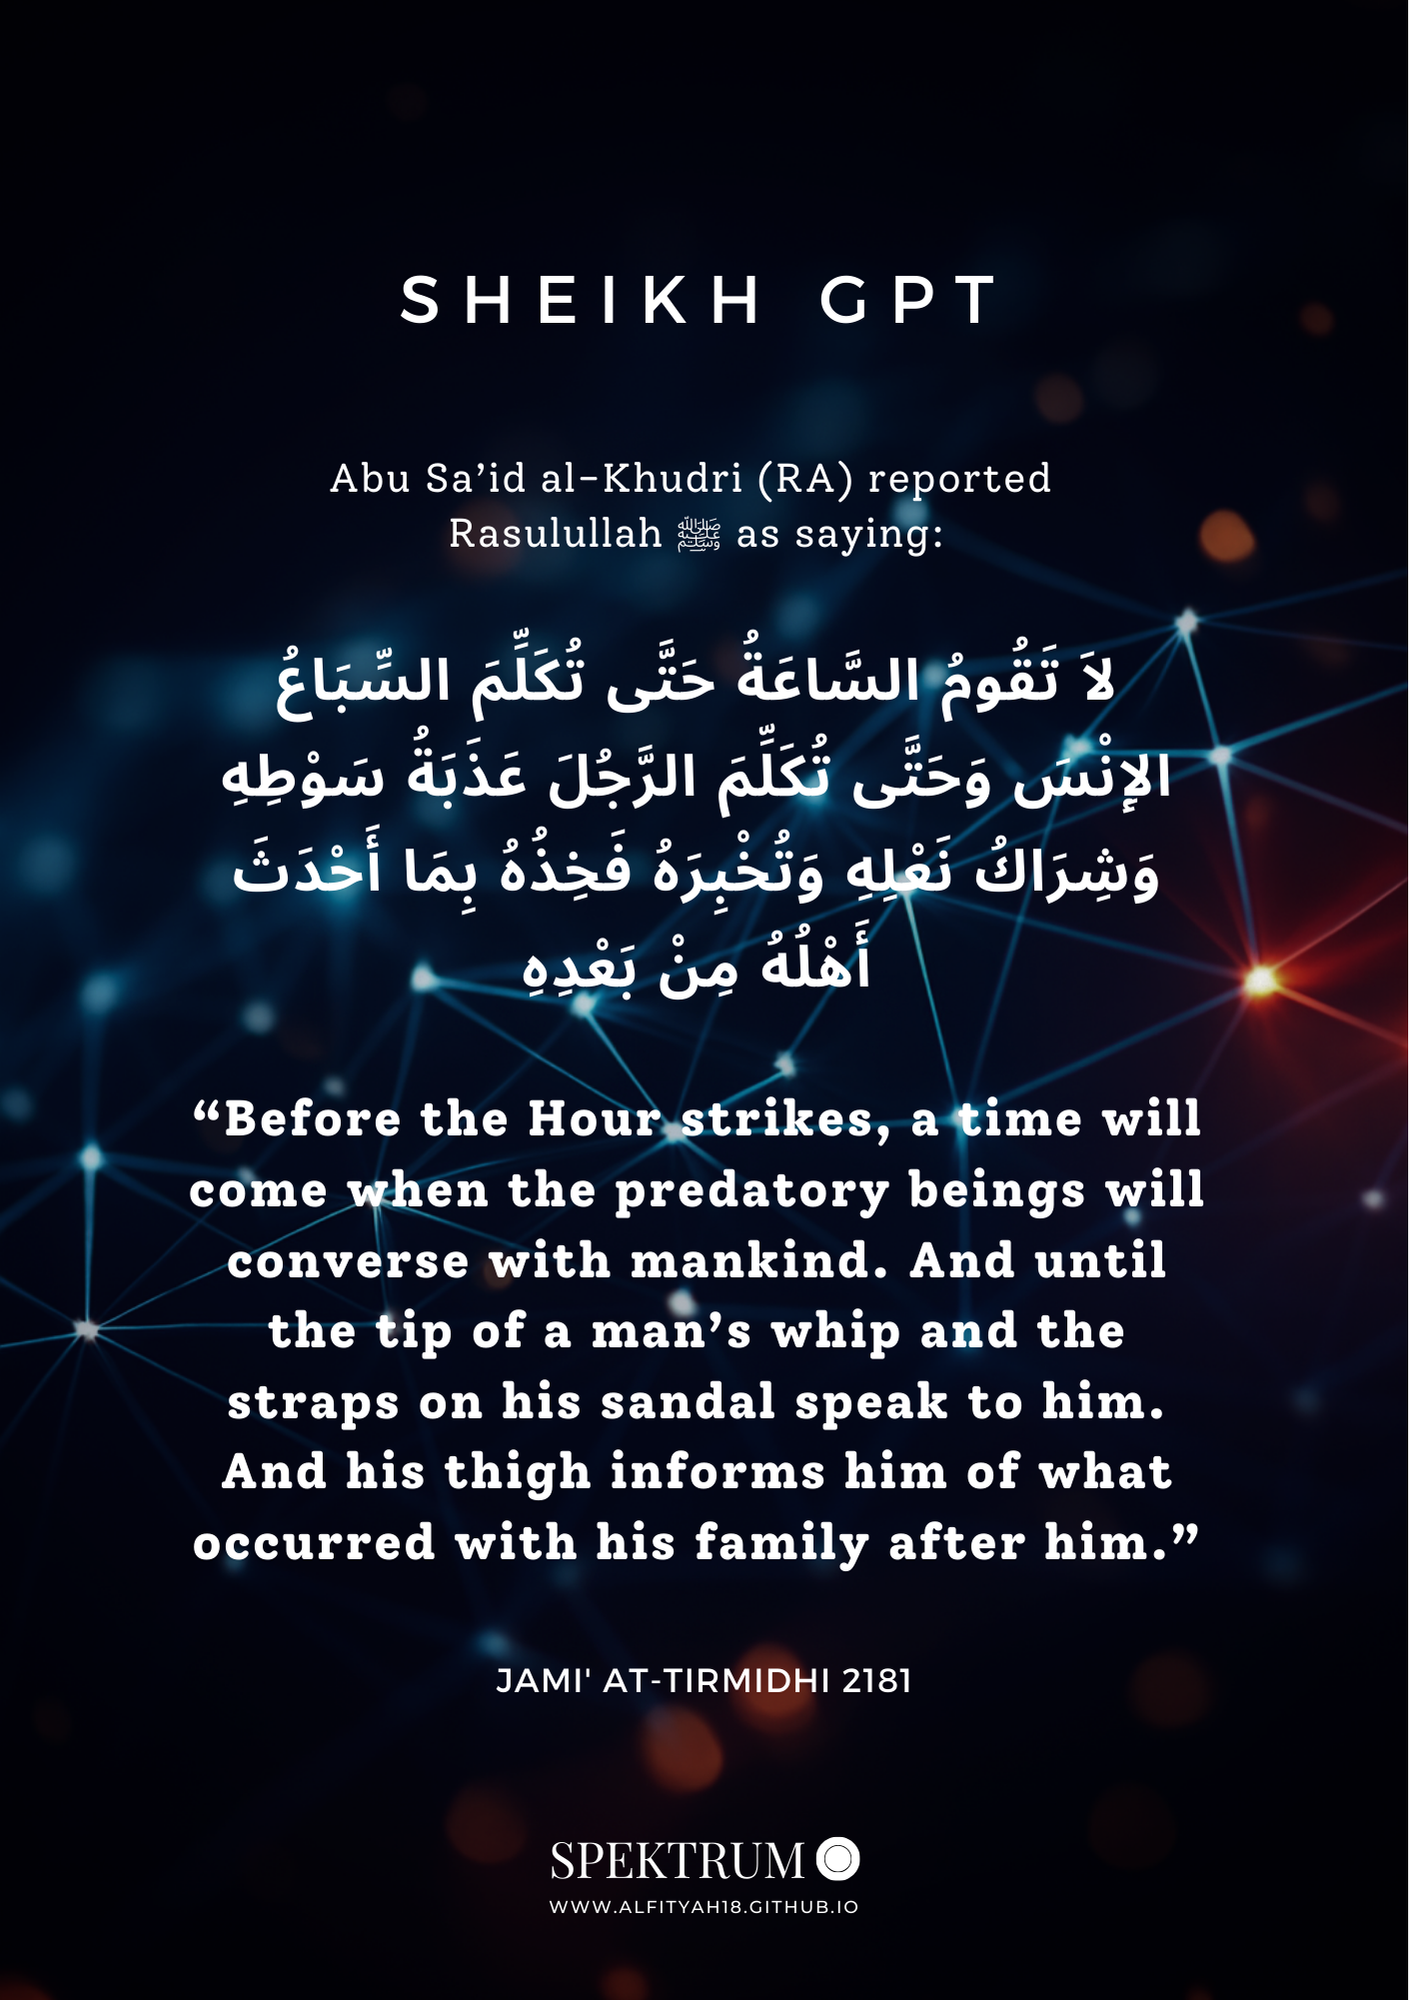 SHEIKH GPT
Abu Sa’id al-Khudri (RA) reported
Rasulullah ﷺ as saying:
لاَ تَقُومُ السَّاعَةُ حَتَّى تُكَلِّمَ السِّبَاعُ
الإِنْسَ وَحَتَّى تُكَلِّمَ الرَّجُلَ عَذَبَةُ سَوْطِهِ
وَشِرَاكُ نَعْلِهِ وَتُخْبِرَهُ فَخِذُهُ بِمَا أَحْدَثَ
أَهْلُهُ مِنْ بَعْدِهِ
“Before the Hour strikes, a time will
come when the predatory beings will
converse with mankind. And until
the tip of a man’s whip and the
straps on his sandal speak to him.
And his thigh informs him of what
occurred with his family after him.”
JAMI' AT-TIRMIDHI 2181
SPEKTRUM
WWW.ALFITYAH18.GITHUB.IO